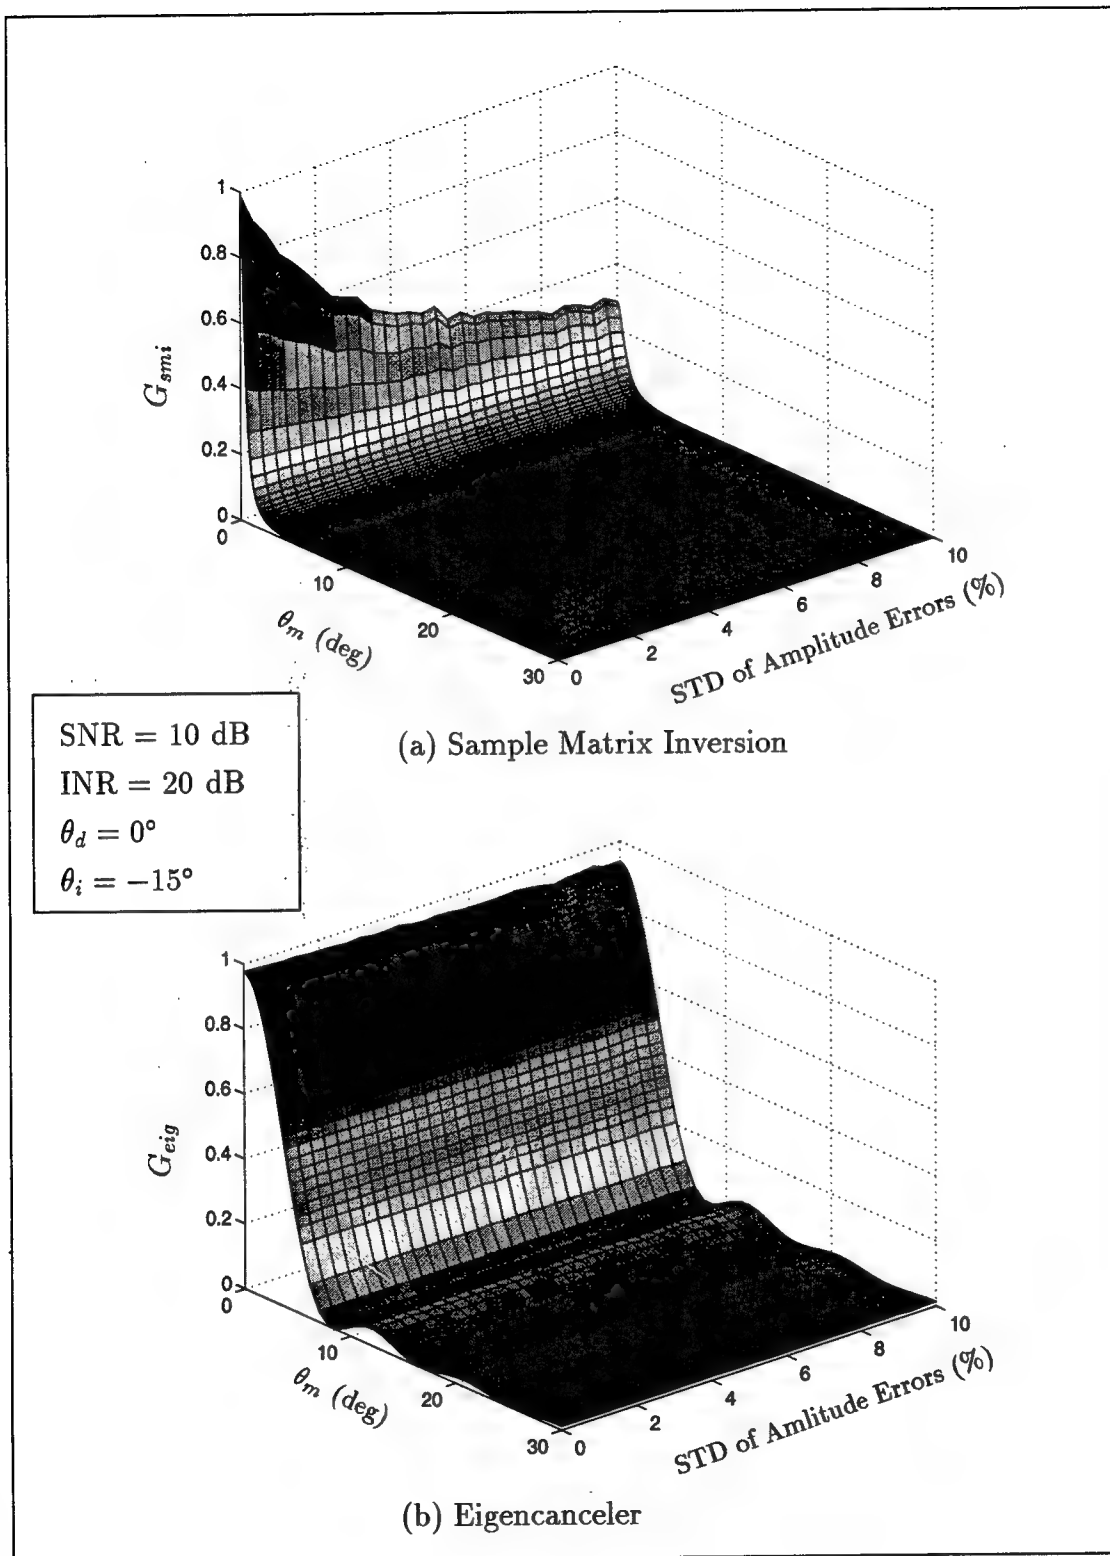 1
0.8
0.6
0.4
0.2
0
G_smi
0
10
20
30
θ_m (deg)
0
2
4
6
8
10
STD of Amplitude Errors (%)
(a) Sample Matrix Inversion
SNR = 10 dB
INR = 20 dB
θ_d = 0°
θ_i = −15°
1
0.8
0.6
0.4
0.2
0
G_eig
0
10
20
30
θ_m (deg)
0
2
4
6
8
10
STD of Amlitude Errors (%)
(b) Eigencanceler